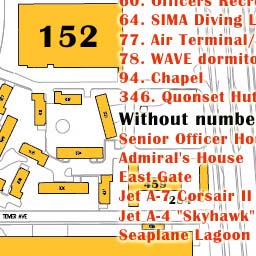 60. Officers Recre
64. SIMA Diving L
152
77. Air Terminal/
78. WAVE dormito
94. Chapel
346. Quonset Hut
Without numbe
Senior Officer Ho
Admiral's House
East Gate
Jet A-7 Corsair II
Jet A-4 "Skyhawk"
TOWER AVE
Seaplane Lagoon